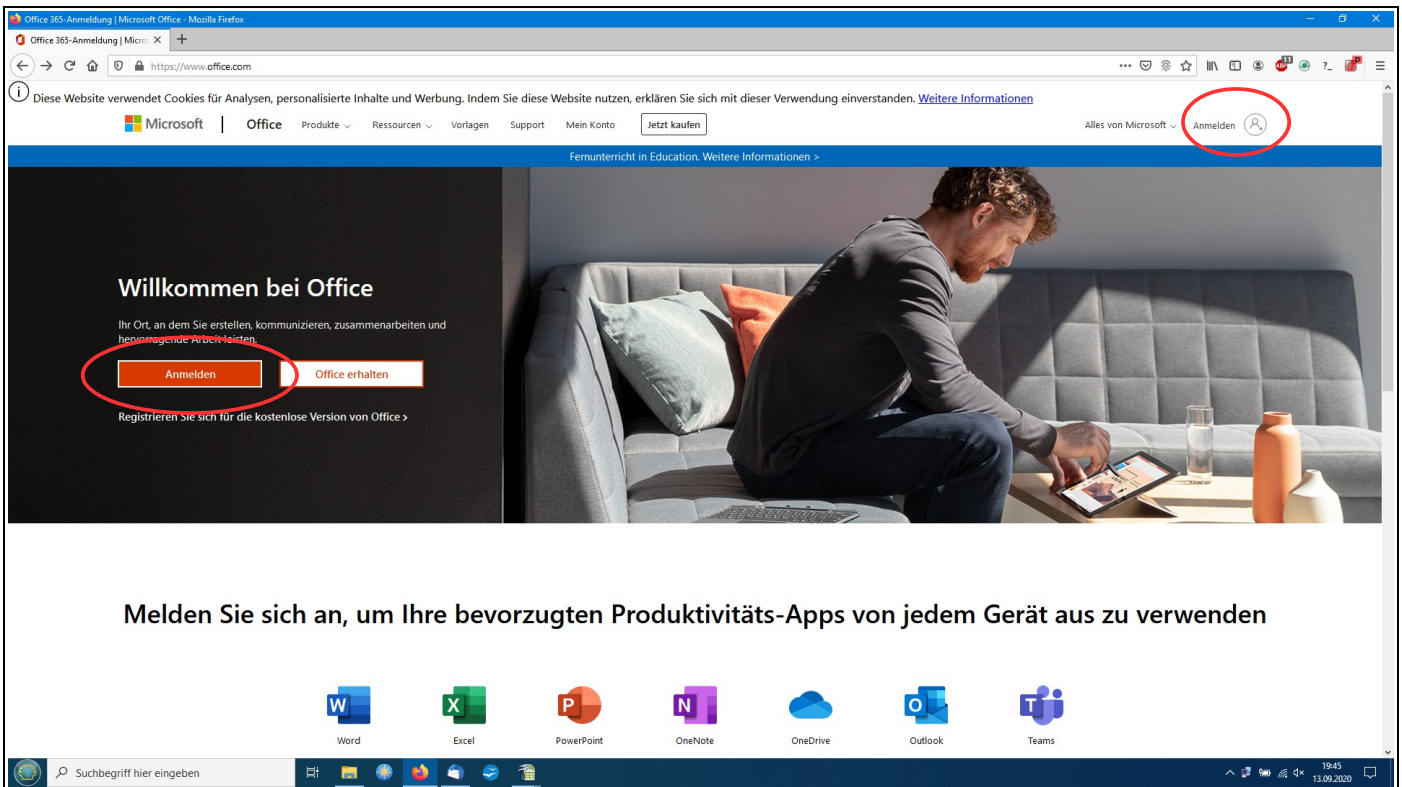 Office 365-Anmeldung | Microsoft Office - Mozilla Firefox
Office 365-Anmeldung | Micro
https://www.office.com
Diese Website verwendet Cookies für Analysen, personalisierte Inhalte und Werbung. Indem Sie diese Website nutzen, erklären Sie sich mit dieser Verwendung einverstanden. Weitere Informationen
Microsoft | Office Produkte Ressourcen Vorlagen Support Mein Konto Jetzt kaufen Alles von Microsoft Anmelden
Fernunterricht in Education. Weitere Informationen >
Willkommen bei Office
Ihr Ort, an dem Sie erstellen, kommunizieren, zusammenarbeiten und
hervorragende Arbeit leisten.
Anmelden Office erhalten
Registrieren Sie sich für die kostenlose Version von Office >
Melden Sie sich an, um Ihre bevorzugten Produktivitäts-Apps von jedem Gerät aus zu verwenden
W X P N O T
Word Excel PowerPoint OneNote OneDrive Outlook Teams
Suchbegriff hier eingeben
19:45
13.09.2020